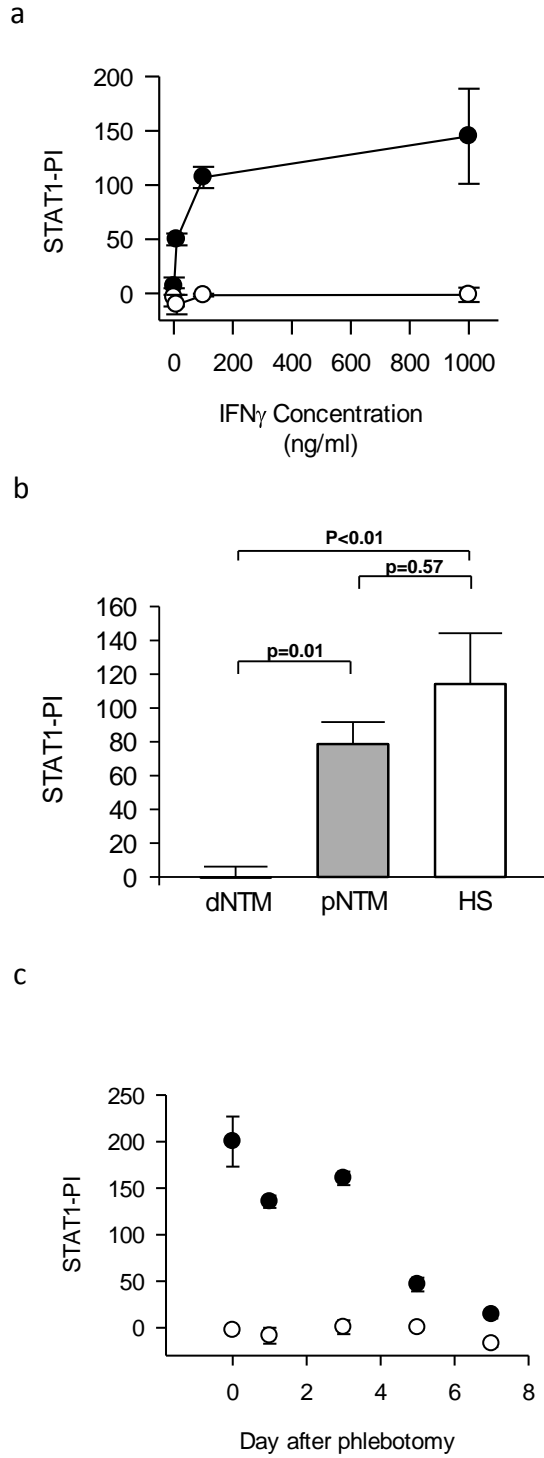 a
200
150
100
50
0
STAT1-PI
0 200 400 600 800 1000
IFNγ Concentration
(ng/ml)
b
P<0.01
p=0.57
p=0.01
160
140
120
100
80
60
40
20
0
STAT1-PI
dNTM pNTM HS
c
250
200
150
100
50
0
STAT1-PI
0 2 4 6 8
Day after phlebotomy